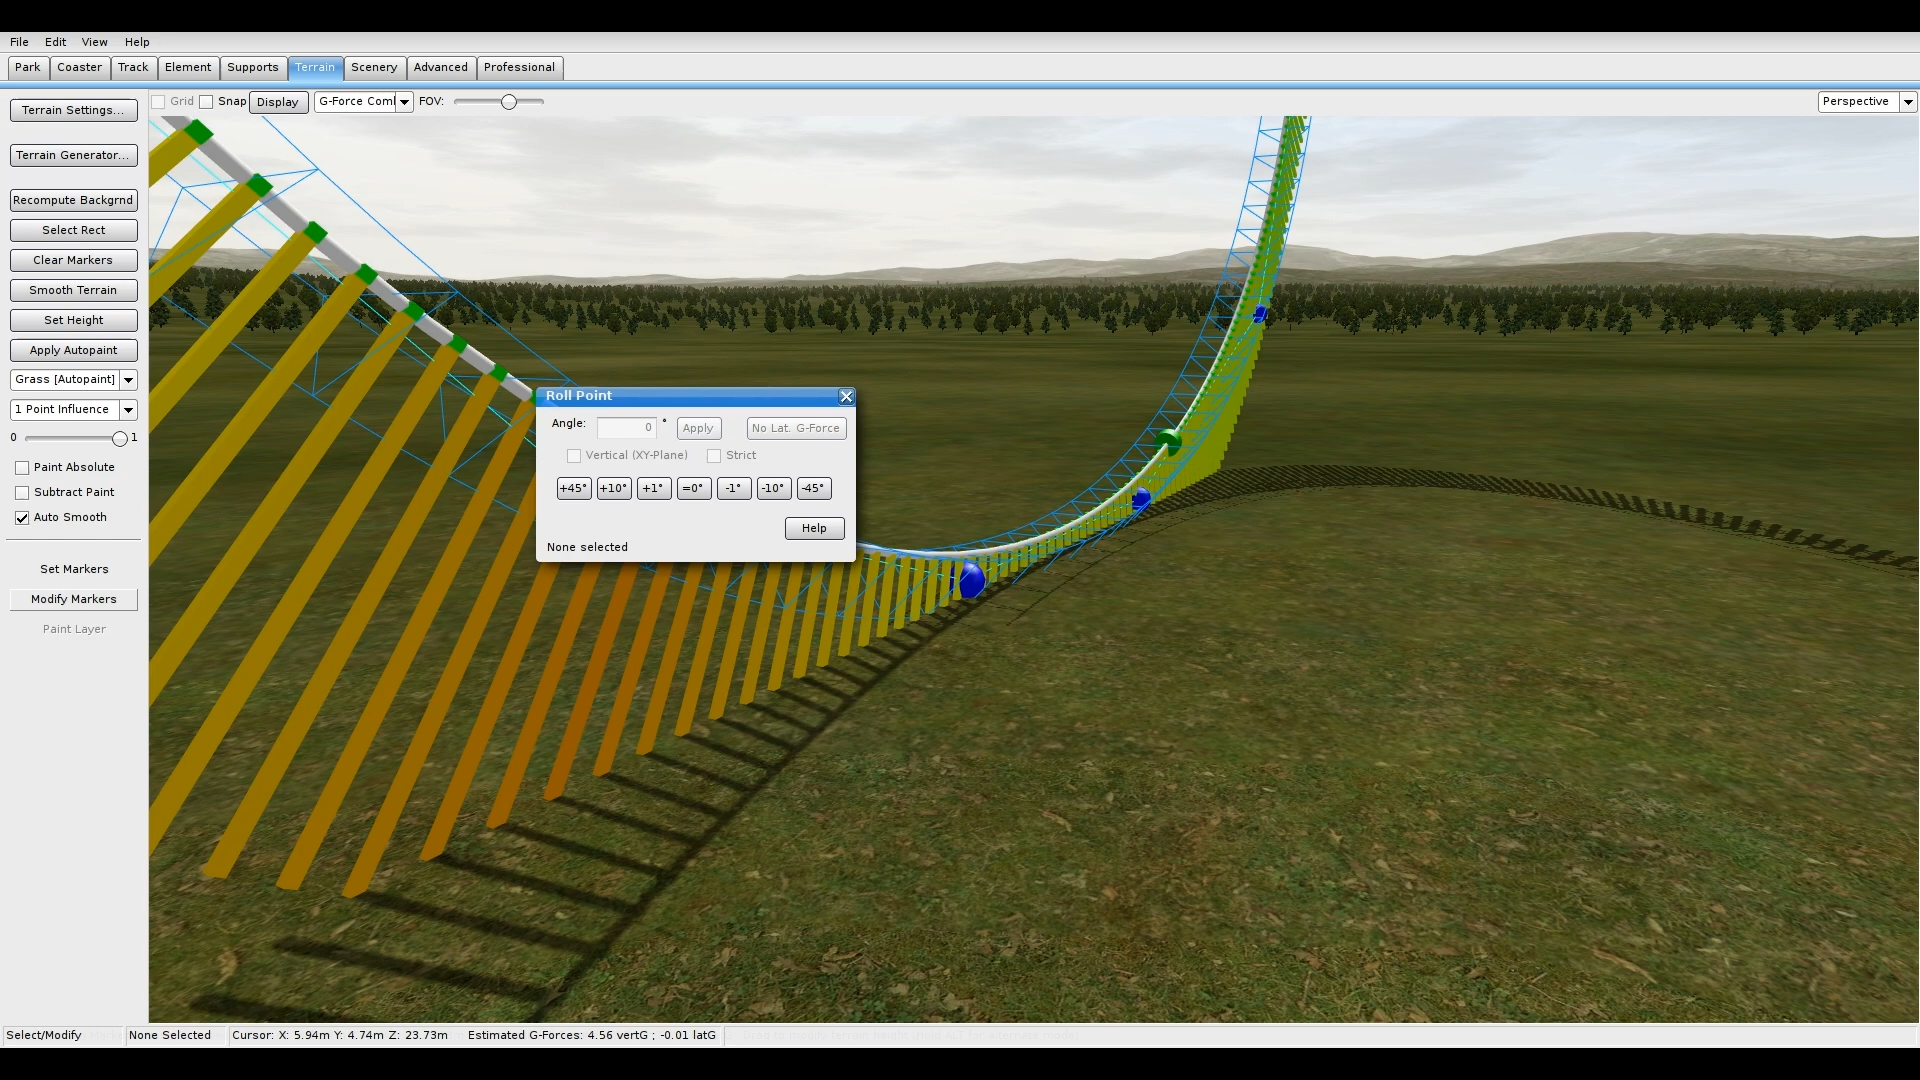 File Edit View Help
Park Coaster Track Element Supports Terrain Scenery Advanced Professional
Terrain Settings...
Grid Snap Display G-Force Coml FOV: Perspective
Terrain Generator...
Recompute Backgrnd
Select Rect
Clear Markers
Smooth Terrain
Set Height
Apply Autopaint
Grass [Autopaint]
1 Point Influence
0 1
Paint Absolute
Subtract Paint
Auto Smooth
Set Markers
Modify Markers
Paint Layer
Roll Point
Angle: 0 ° Apply No Lat. G-Force
Vertical (XY-Plane) Strict
+45° +10° +1° =0° -1° -10° -45°
Help
None selected
Select/Modify None Selected Cursor: X: 5.94m Y: 4.74m Z: 23.73m Estimated G-Forces: 4.56 vertG ; -0.01 latG